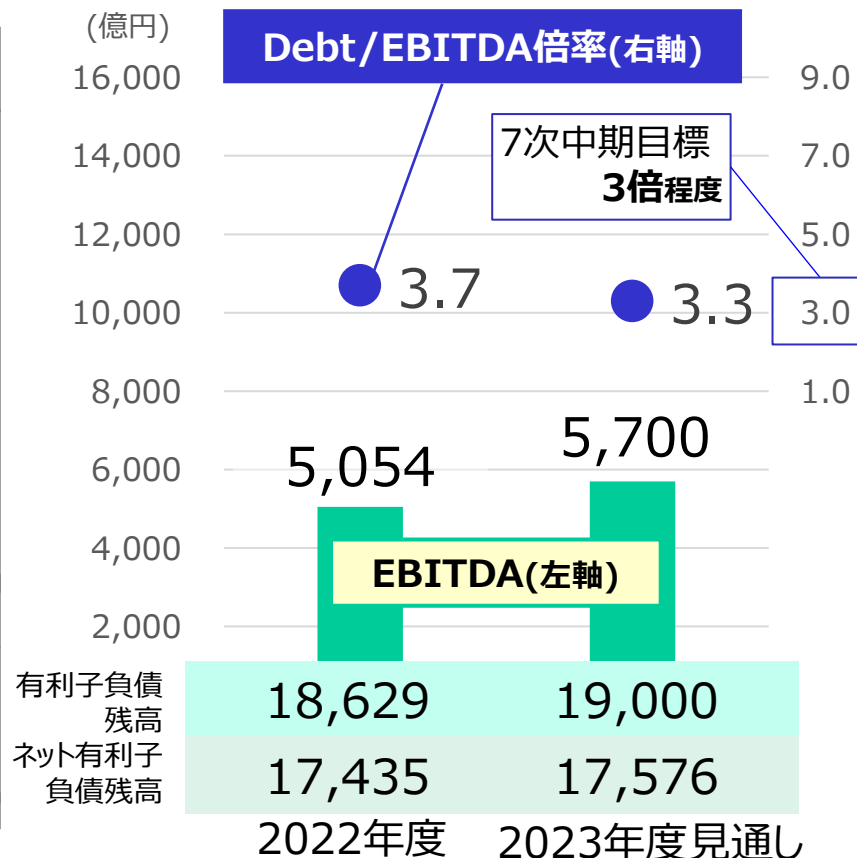 (億円)
Debt/EBITDA倍率(右軸)
16,000
9.0
7次中期目標
3倍程度
14,000
7.0
12,000
5.0
3.7
3.3
10,000
3.0
8,000
1.0
5,054
5,700
6,000
4,000
EBITDA(左軸)
2,000
有利子負債
残高
18,629
19,000
ネット有利子
負債残高
17,435
17,576
2022年度
2023年度見通し